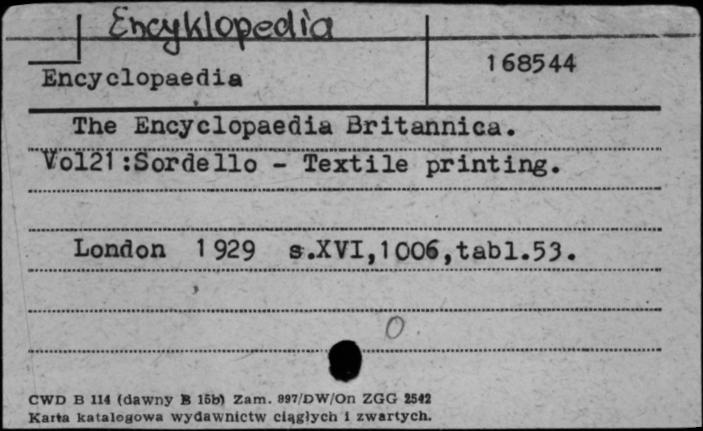 Encyklopedia
Encyclopaedia
168544
The Encyclopaedia Britannica.
Vol21:Sordello - Textile printing.
London 1929 s.XVI,1006,tabl.53.
0
CWD B 114 (dawny B 15b) Zam. 897/DW/On ZGG 2542
Karta katalogowa wydawnictw ciągłych i zwartych.